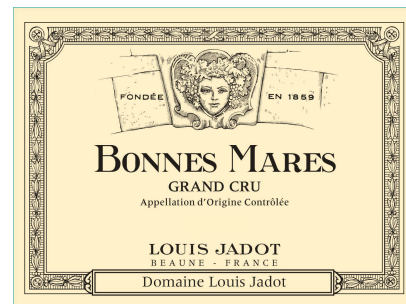 FONDÉE EN 1859
BONNES MARES
GRAND CRU
Appellation d'Origine Contrôlée
LOUIS JADOT
BEAUNE - FRANCE
Domaine Louis Jadot